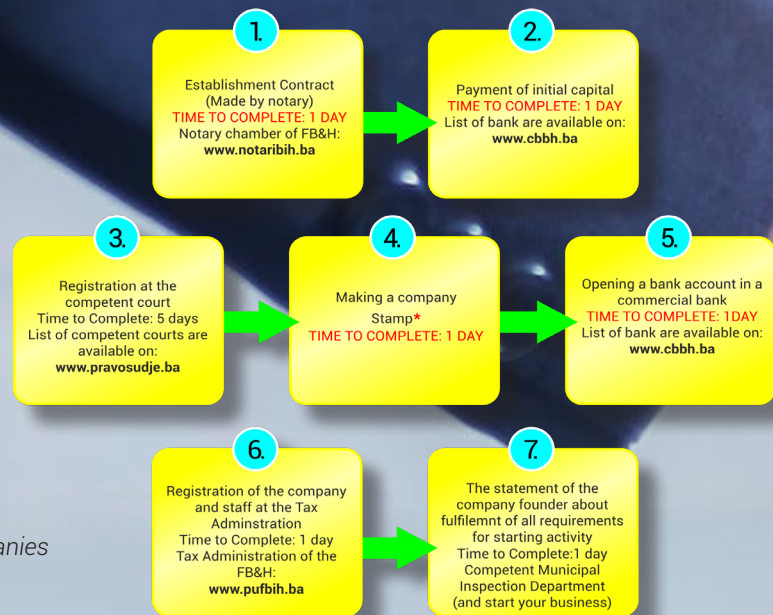 1.
Establishment Contract
(Made by notary)
TIME TO COMPLETE: 1 DAY
Notary chamber of FB&H:
www.notaribih.ba
2.
Payment of initial capital
TIME TO COMPLETE: 1 DAY
List of bank are available on:
www.cbbh.ba
3.
Registration at the
competent court
Time to Complete: 5 days
List of competent courts are
available on:
www.pravosudje.ba
4.
Making a company
Stamp*
TIME TO COMPLETE: 1 DAY
5.
Opening a bank account in a
commercial bank
TIME TO COMPLETE: 1DAY
List of bank are available on:
www.cbbh.ba
6.
Registration of the company
and staff at the Tax
Adminstration
Time to Complete: 1 day
Tax Administration of the
FB&H:
www.pufbih.ba
7.
The statement of the
company founder about
fulfilemnt of all requirements
for starting activity
Time to Complete:1 day
Competent Municipal
Inspection Department
(and start your business)